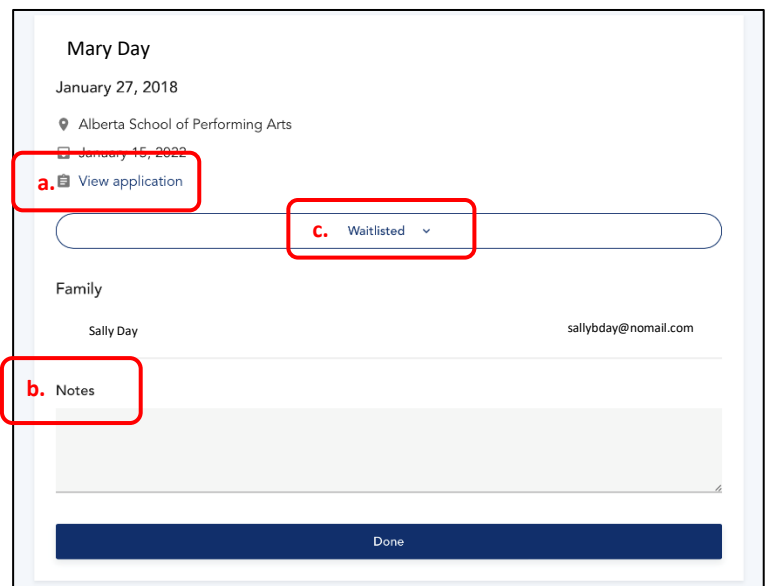 Mary Day
January 27, 2018
Alberta School of Performing Arts
January 15, 2022
a. View application
c. Waitlisted
Family
Sally Day sallybday@nomail.com
b. Notes
Done